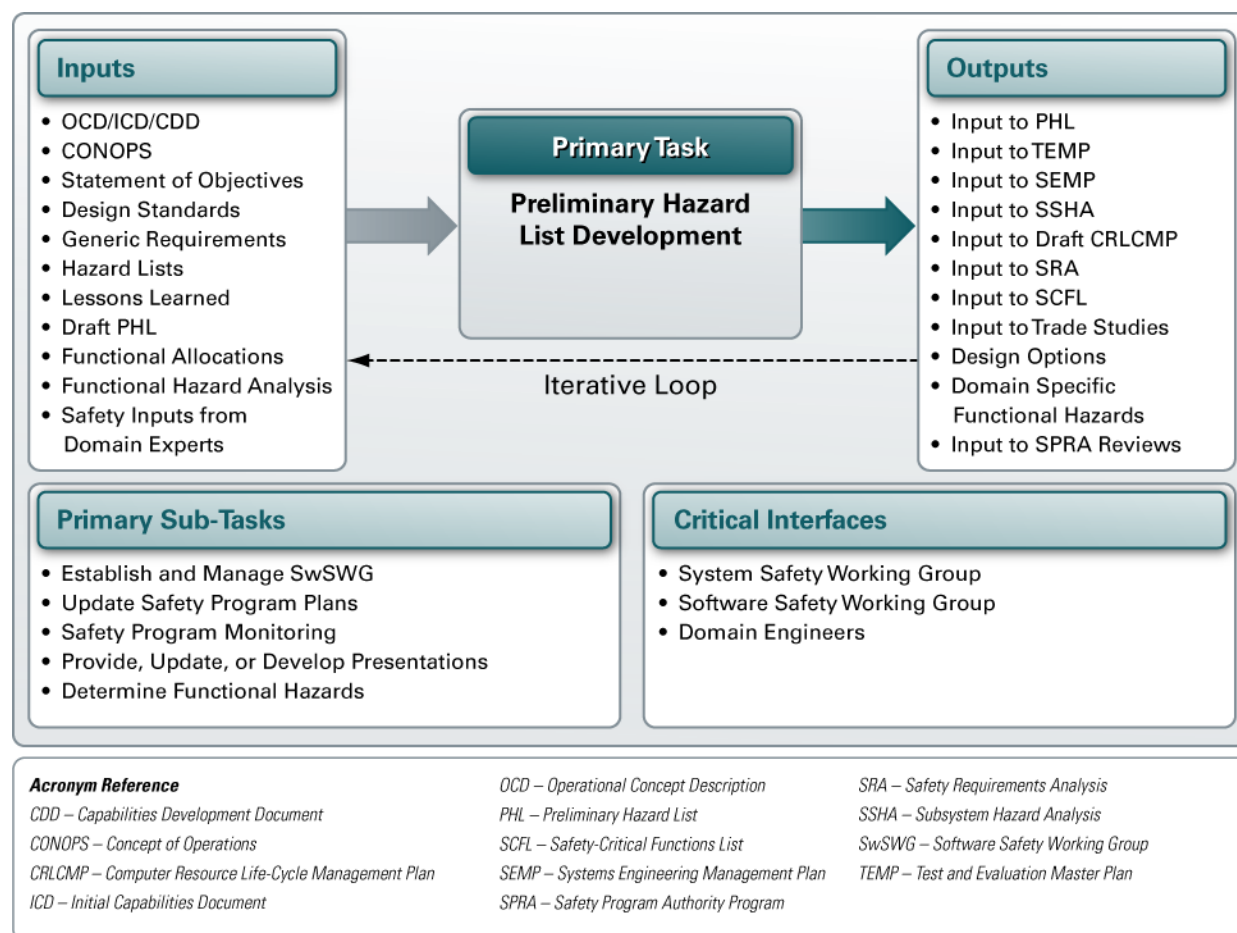 Inputs
• OCD/ICD/CDD
• CONOPS
• Statement of Objectives
• Design Standards
• Generic Requirements
• Hazard Lists
• Lessons Learned
• Draft PHL
• Functional Allocations
• Functional Hazard Analysis
• Safety Inputs from
Domain Experts
Primary Task
Preliminary Hazard
List Development
Iterative Loop
Outputs
• Input to PHL
• Input to TEMP
• Input to SEMP
• Input to SSHA
• Input to Draft CRLCMP
• Input to SRA
• Input to SCFL
• Input to Trade Studies
• Design Options
• Domain Specific
Functional Hazards
• Input to SPRA Reviews
Primary Sub-Tasks
• Establish and Manage SwSWG
• Update Safety Program Plans
• Safety Program Monitoring
• Provide, Update, or Develop Presentations
• Determine Functional Hazards
Critical Interfaces
• System Safety Working Group
• Software Safety Working Group
• Domain Engineers
Acronym Reference
CDD – Capabilities Development Document
CONOPS – Concept of Operations
CRLCMP – Computer Resource Life-Cycle Management Plan
ICD – Initial Capabilities Document
OCD – Operational Concept Description
PHL – Preliminary Hazard List
SCFL – Safety-Critical Functions List
SEMP – Systems Engineering Management Plan
SPRA – Safety Program Authority Program
SRA – Safety Requirements Analysis
SSHA – Subsystem Hazard Analysis
SwSWG – Software Safety Working Group
TEMP – Test and Evaluation Master Plan